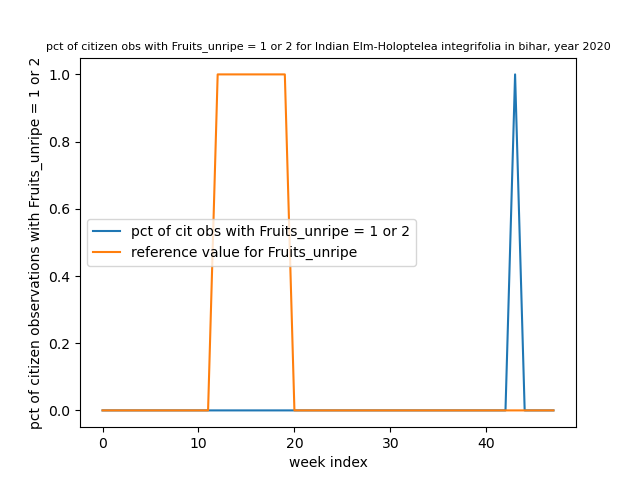 pct of citizen obs with Fruits_unripe = 1 or 2 for Indian Elm-Holoptelea integrifolia in bihar, year 2020
pct of citizen observations with Fruits_unripe = 1 or 2
1.0
0.8
0.6
0.4
0.2
0.0
pct of cit obs with Fruits_unripe = 1 or 2
reference value for Fruits_unripe
0 10 20 30 40
week index